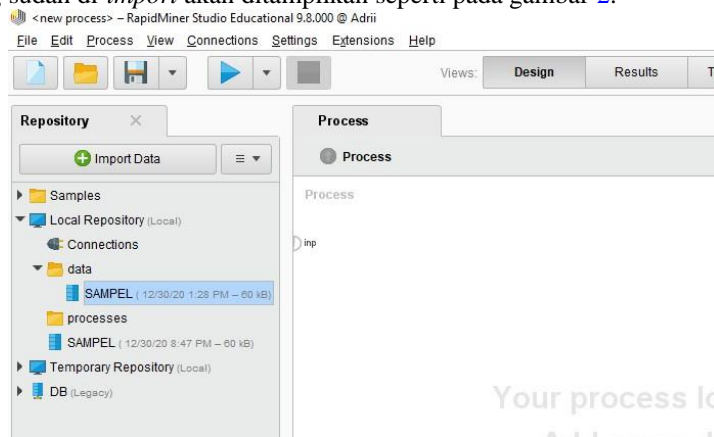 sudah di import akan ditampilkan seperti pada gambar 2.
<new process> – RapidMiner Studio Educational 9.8.000 @ Adrii
File Edit Process View Connections Settings Extensions Help
Views: Design Results T
Repository
Process
Import Data
Process
Samples
Process
Local Repository (Local)
Connections
inp
data
SAMPEL ( 12/30/20 1:28 PM – 60 kB)
processes
SAMPEL ( 12/30/20 8:47 PM – 60 kB)
Temporary Repository (Local)
DB (Legacy)
Your process lo